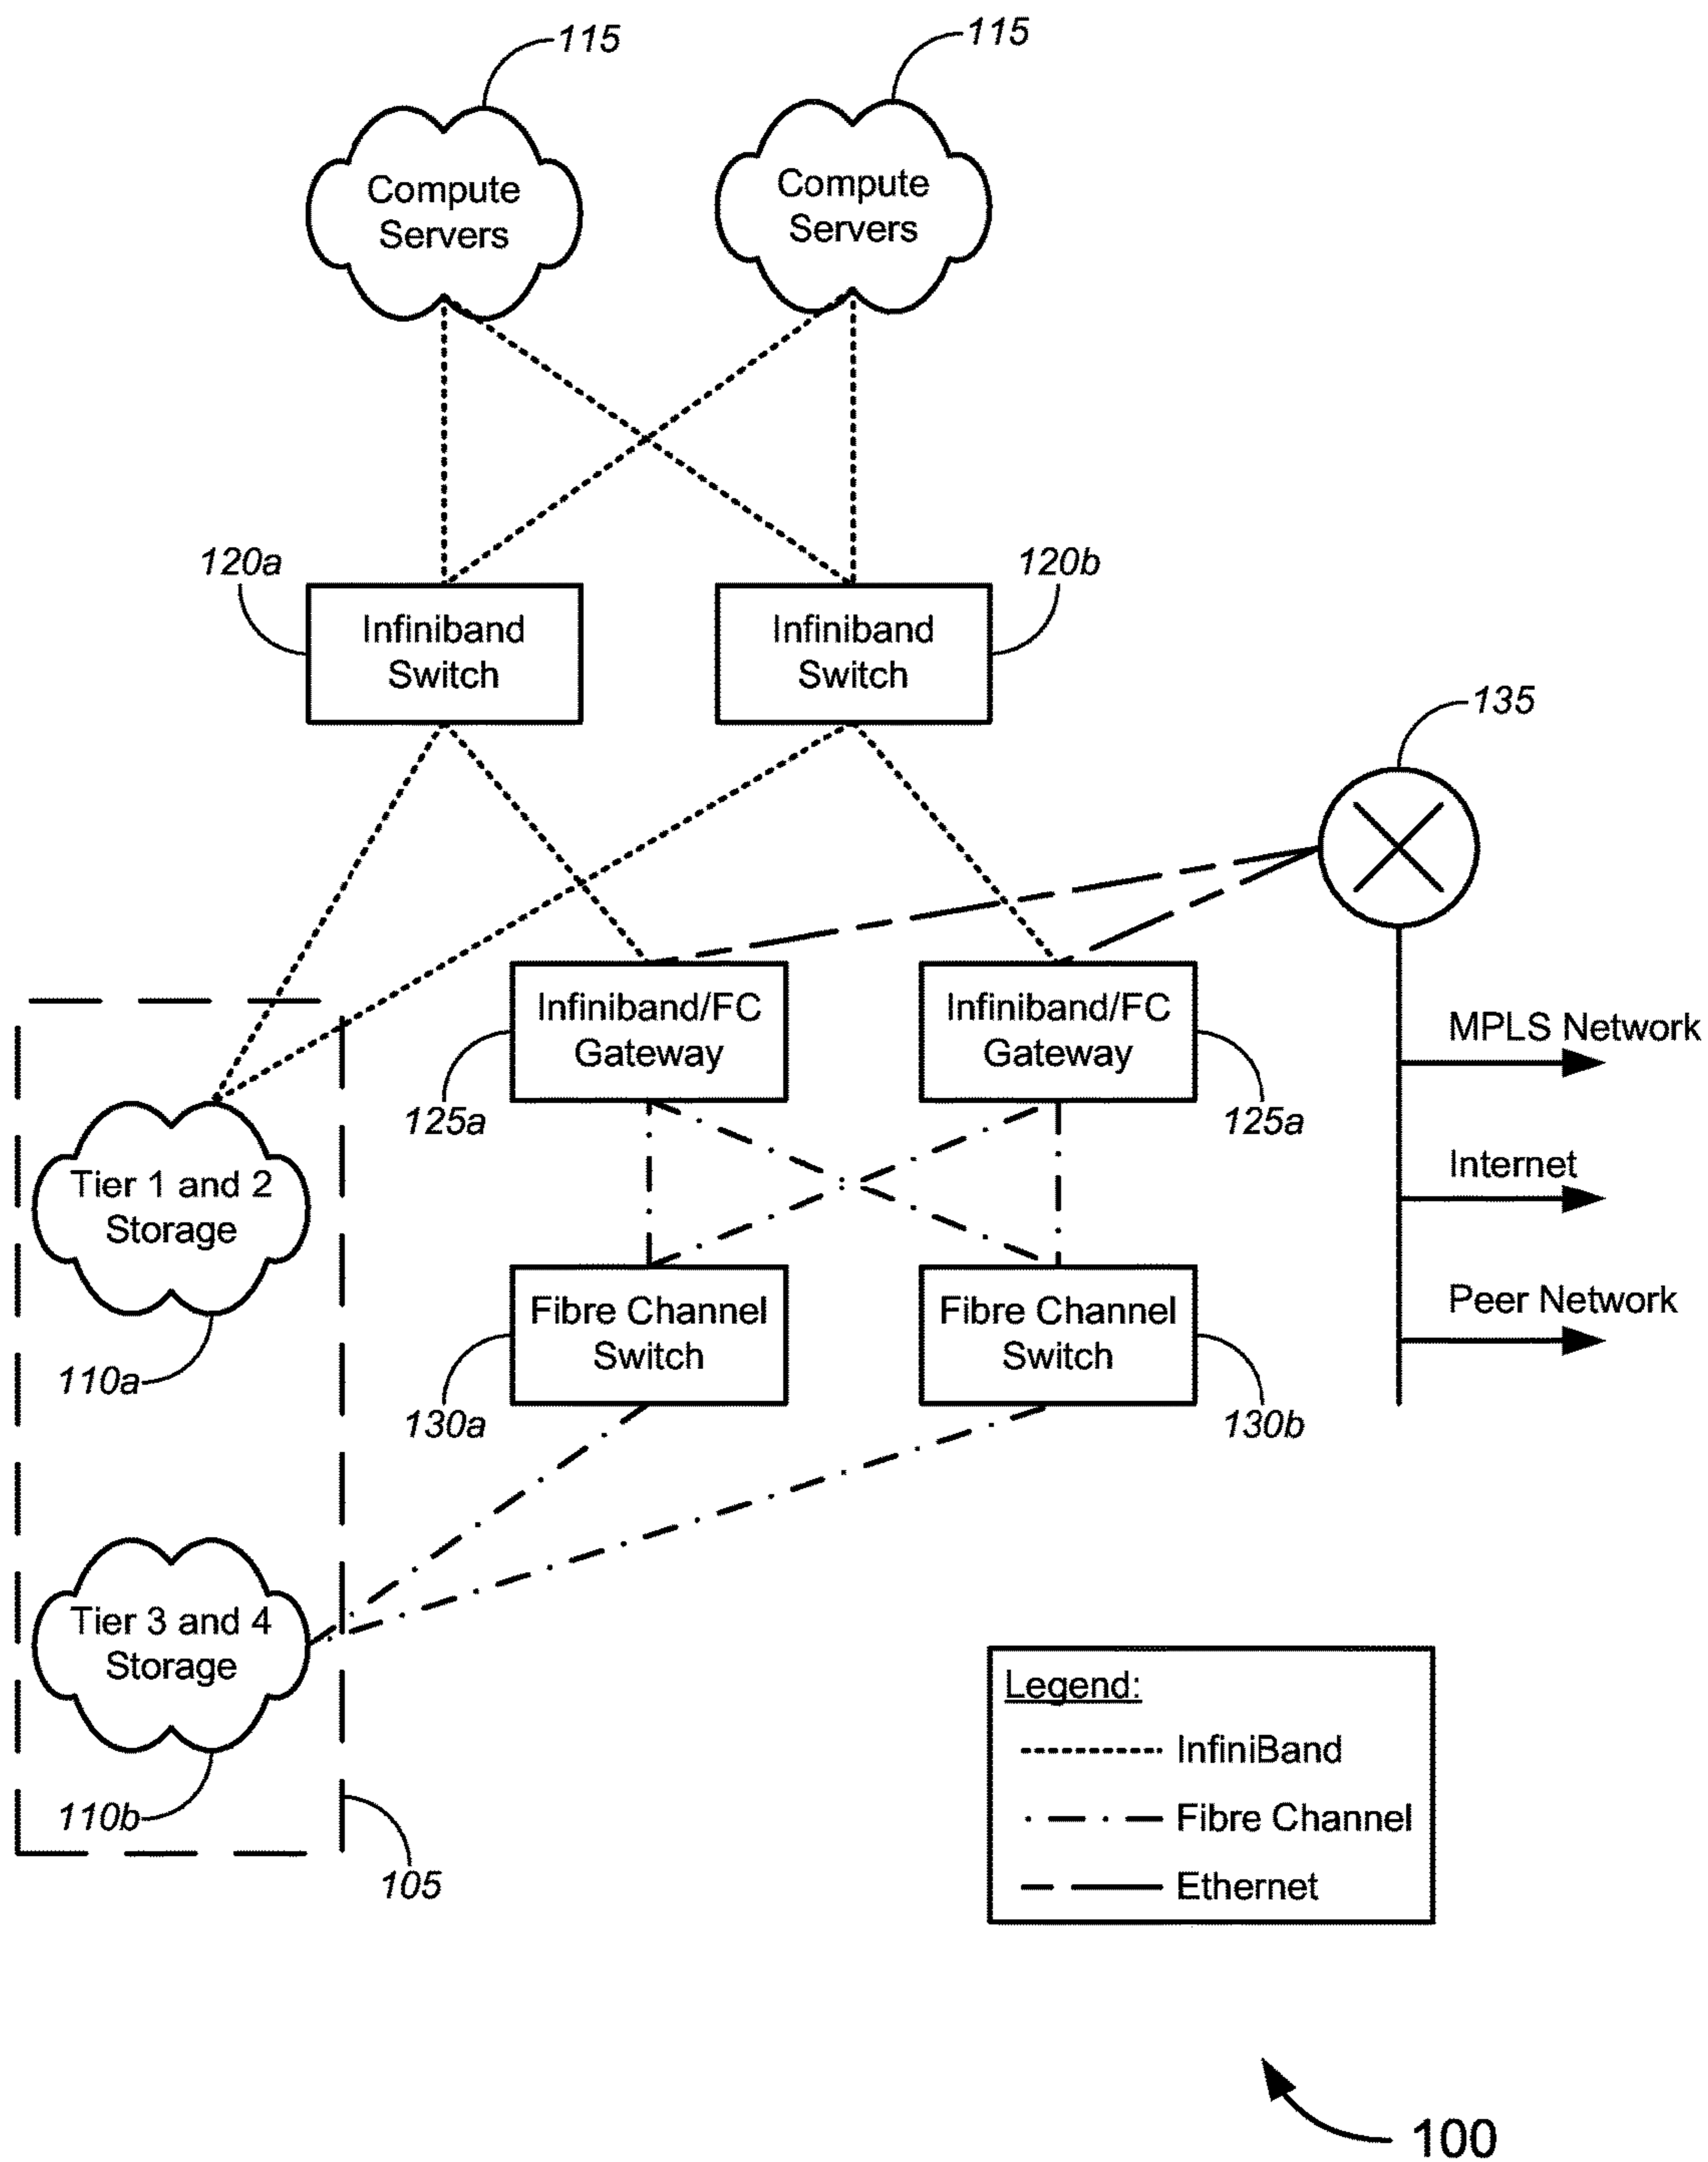 115
115
Compute
Servers
Compute
Servers
120a
120b
Infiniband
Switch
Infiniband
Switch
135
Infiniband/FC
Gateway
Infiniband/FC
Gateway
MPLS Network
125a
125a
Tier 1 and 2
Storage
Internet
Fibre Channel
Switch
Fibre Channel
Switch
Peer Network
110a
130a
130b
Tier 3 and 4
Storage
110b
105
Legend:
InfiniBand
Fibre Channel
Ethernet
100